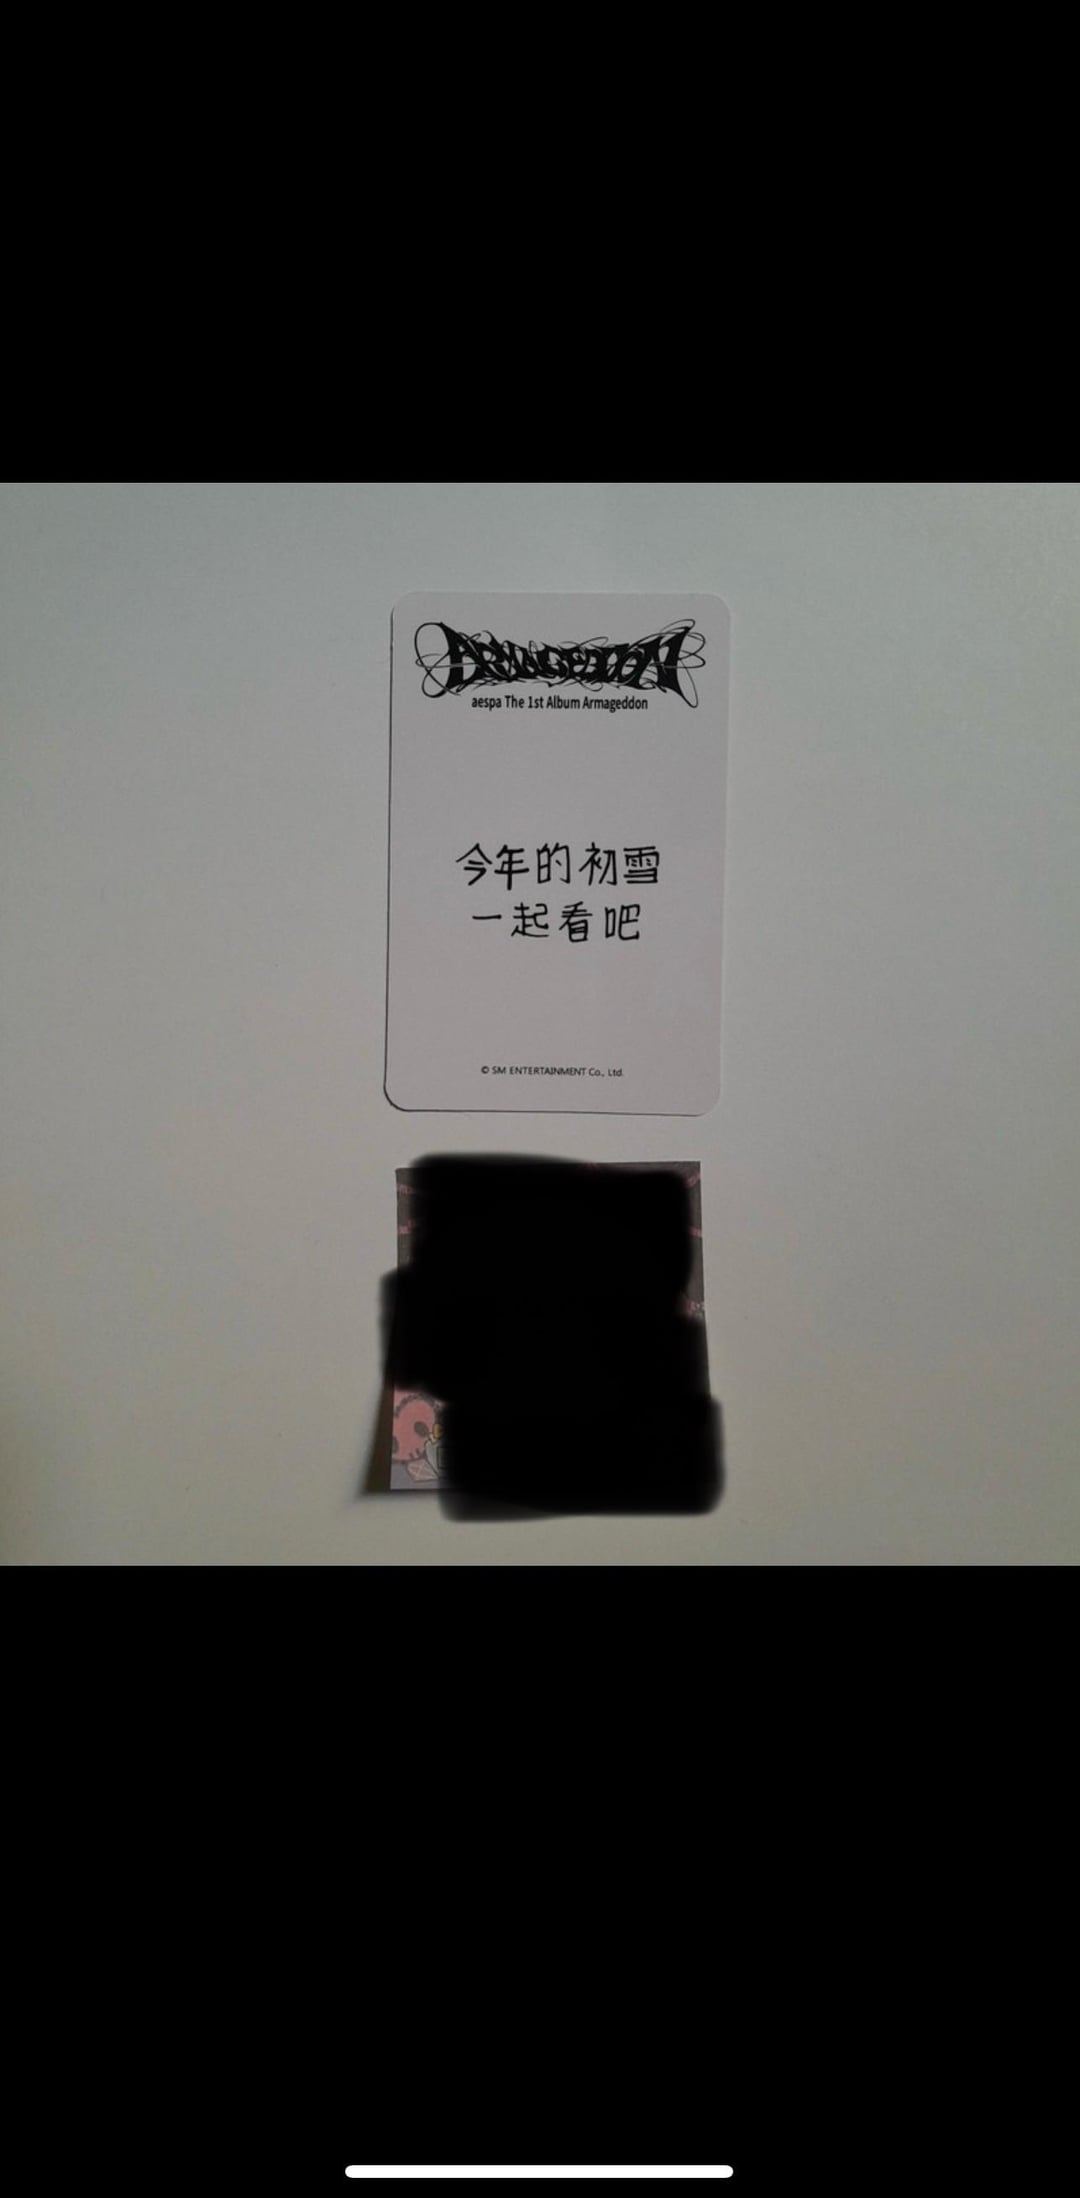 ARMAGEDDON
aespa The 1st Album Armageddon
今年的初雪
一起看吧
© SM ENTERTAINMENT Co., Ltd.